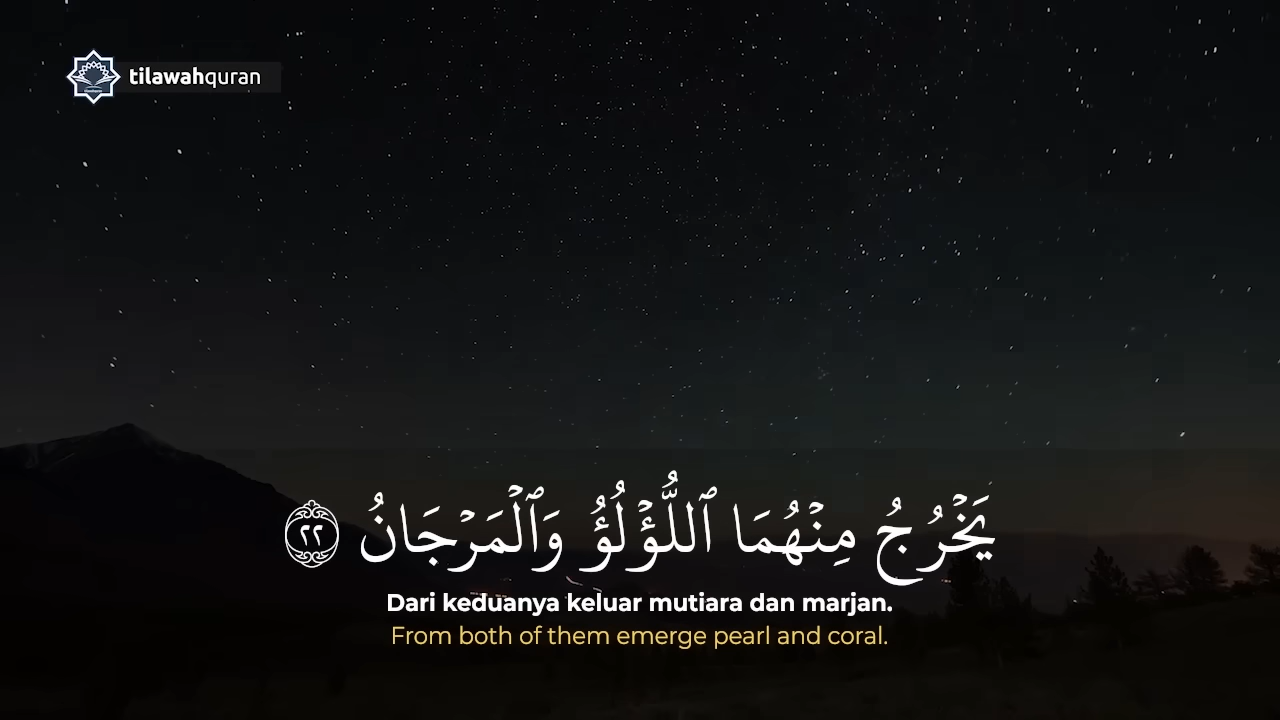 tilawahquran
يَخْرُجُ مِنْهُمَا ٱللُّؤْلُؤُ وَٱلْمَرْجَانُ ٢٢
Dari keduanya keluar mutiara dan marjan.
From both of them emerge pearl and coral.